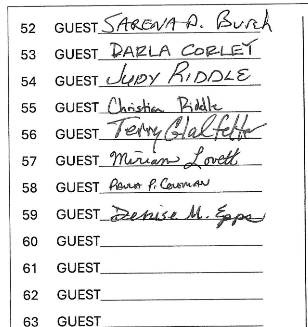 52 GUEST Sarena A. Burch
53 GUEST DARLA CORLEY
54 GUEST JUDY RIDDLE
55 GUEST Christian Riddle
56 GUEST Terry
57 GUEST Miriam Lovett
58 GUEST PAULA P. COLEMAN
59 GUEST Denise M. Epps
60 GUEST
61 GUEST
62 GUEST
63 GUEST